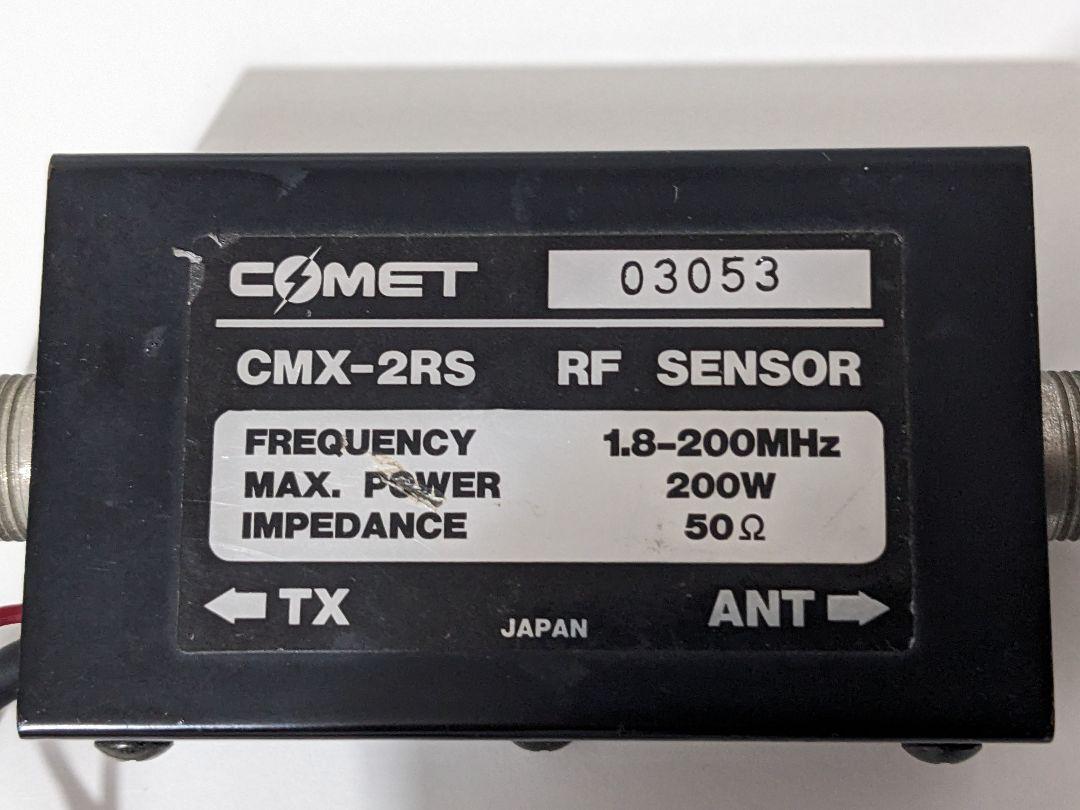 COMET 03053
CMX-2RS RF SENSOR
FREQUENCY 1.8-200MHz
MAX. POWER 200W
IMPEDANCE 50Ω
TX JAPAN ANT